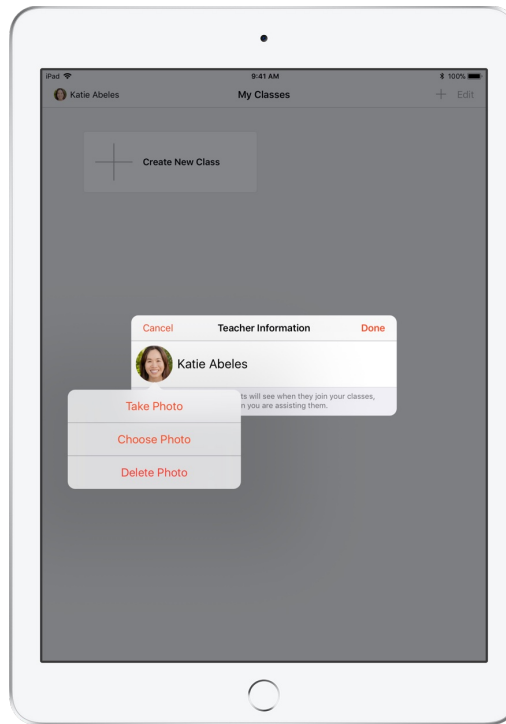 iPad 9:41 AM 100%
Katie Abeles My Classes Edit
Create New Class
Cancel Teacher Information Done
Katie Abeles
ts will see when they join your classes,
n you are assisting them.
Take Photo
Choose Photo
Delete Photo